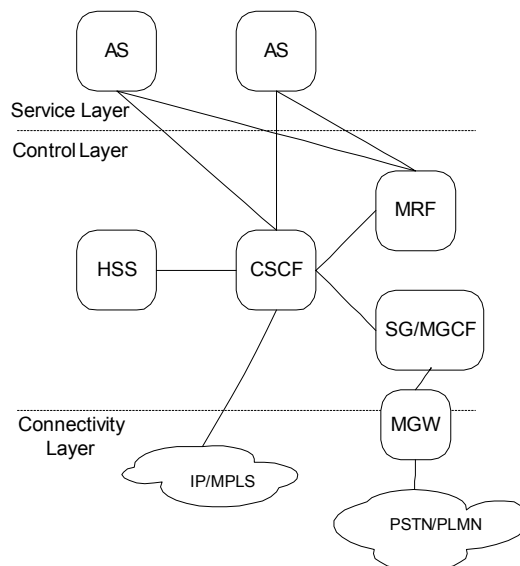 AS
AS
Service Layer
Control Layer
MRF
HSS
CSCF
SG/MGCF
Connectivity
Layer
MGW
IP/MPLS
PSTN/PLMN